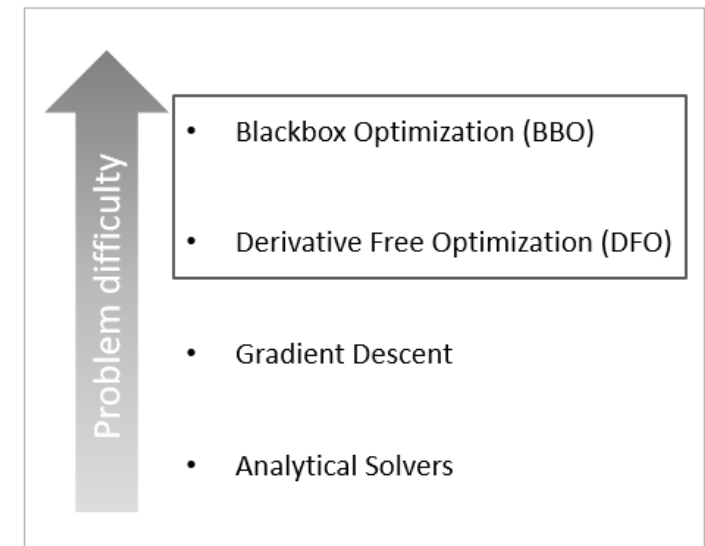 Problem difficulty
• Blackbox Optimization (BBO)
• Derivative Free Optimization (DFO)
• Gradient Descent
• Analytical Solvers